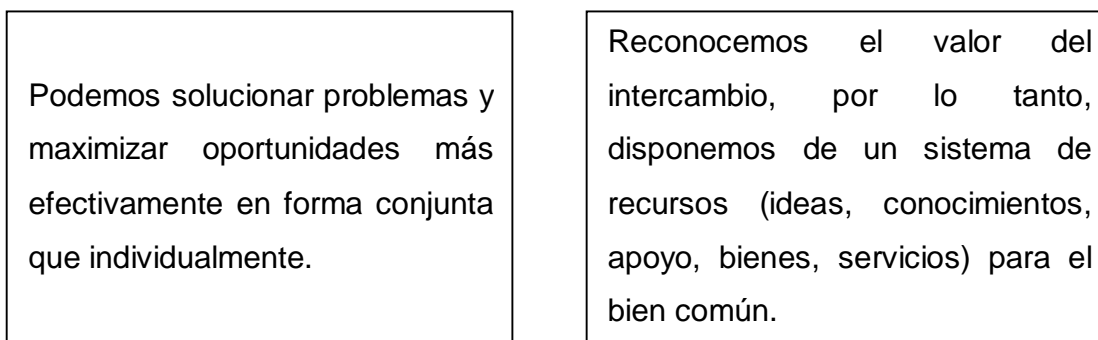 Podemos solucionar problemas y
maximizar oportunidades más
efectivamente en forma conjunta
que individualmente.
Reconocemos el valor del
intercambio, por lo tanto,
disponemos de un sistema de
recursos (ideas, conocimientos,
apoyo, bienes, servicios) para el
bien común.